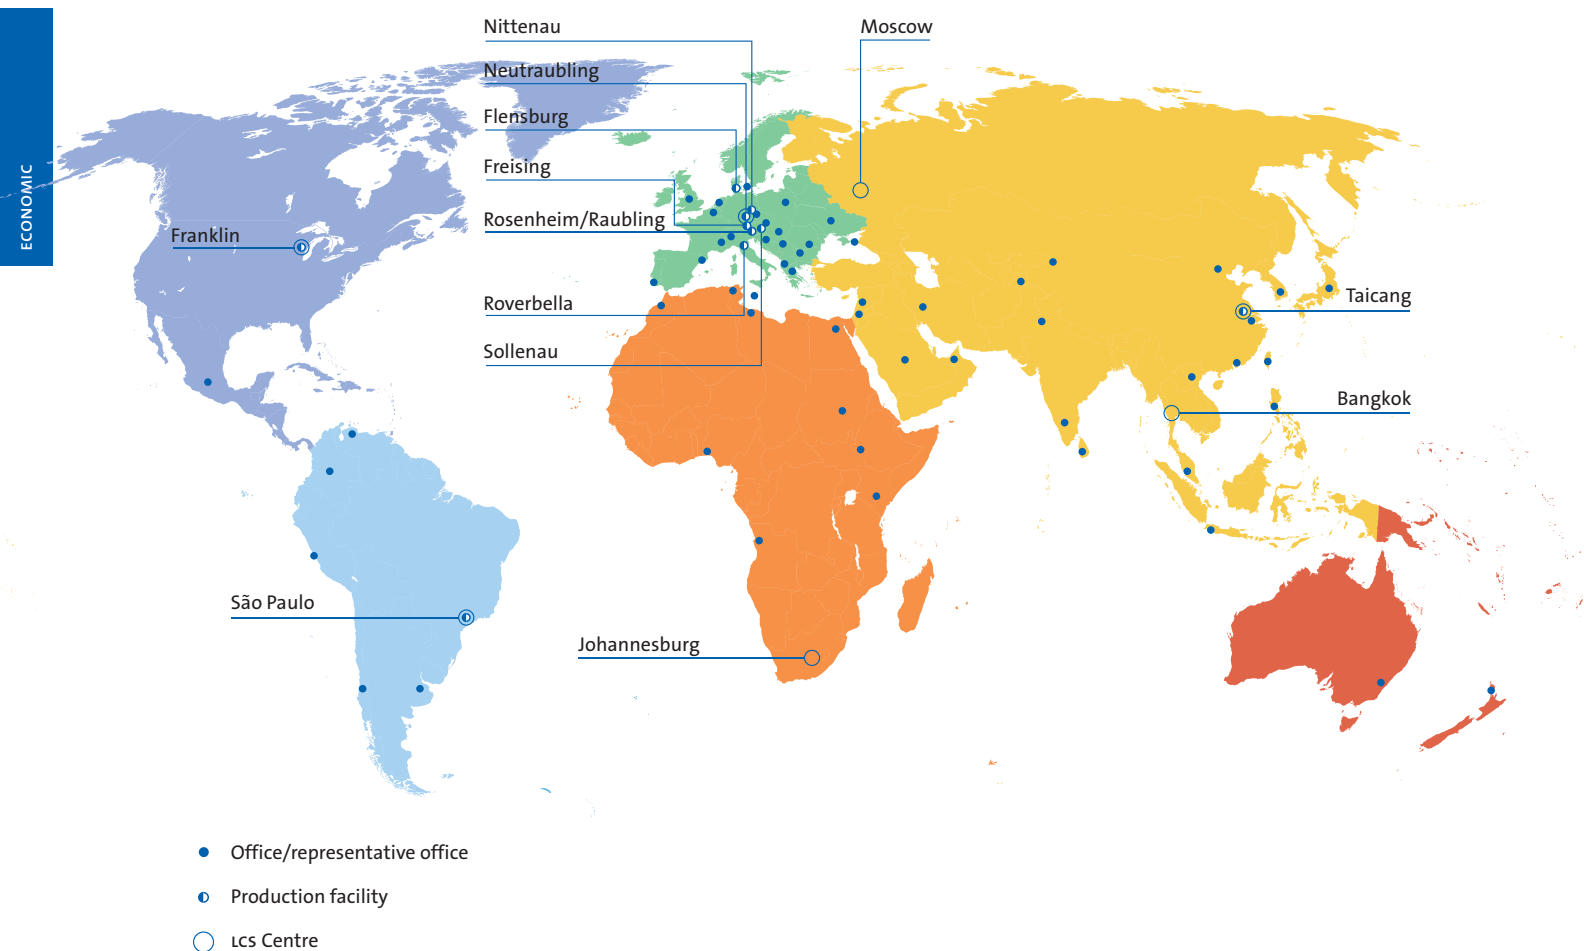 ECONOMIC
Nittenau
Moscow
Neutraubling
Flensburg
Freising
Rosenheim/Raubling
Franklin
Roverbella
Taicang
Sollenau
Bangkok
São Paulo
Johannesburg
Office/representative office
Production facility
LCS Centre